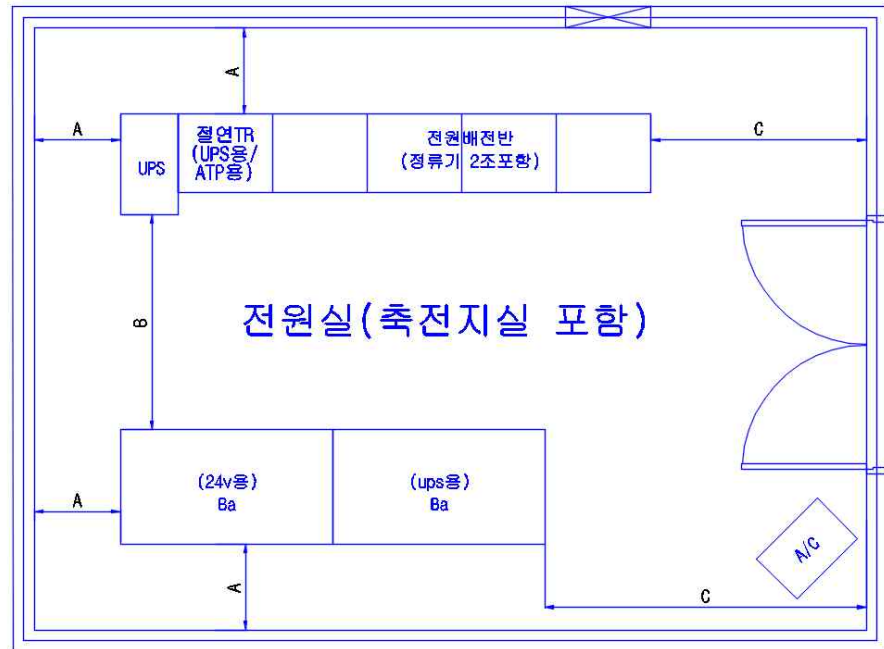 A
A
C
UPS
절연TR
(UPS용/
ATP용)
전원배전반
(정류기 2조포함)
B
전원실(축전지실 포함)
(24v용)
Ba
(ups용)
Ba
A
A
C
A/C